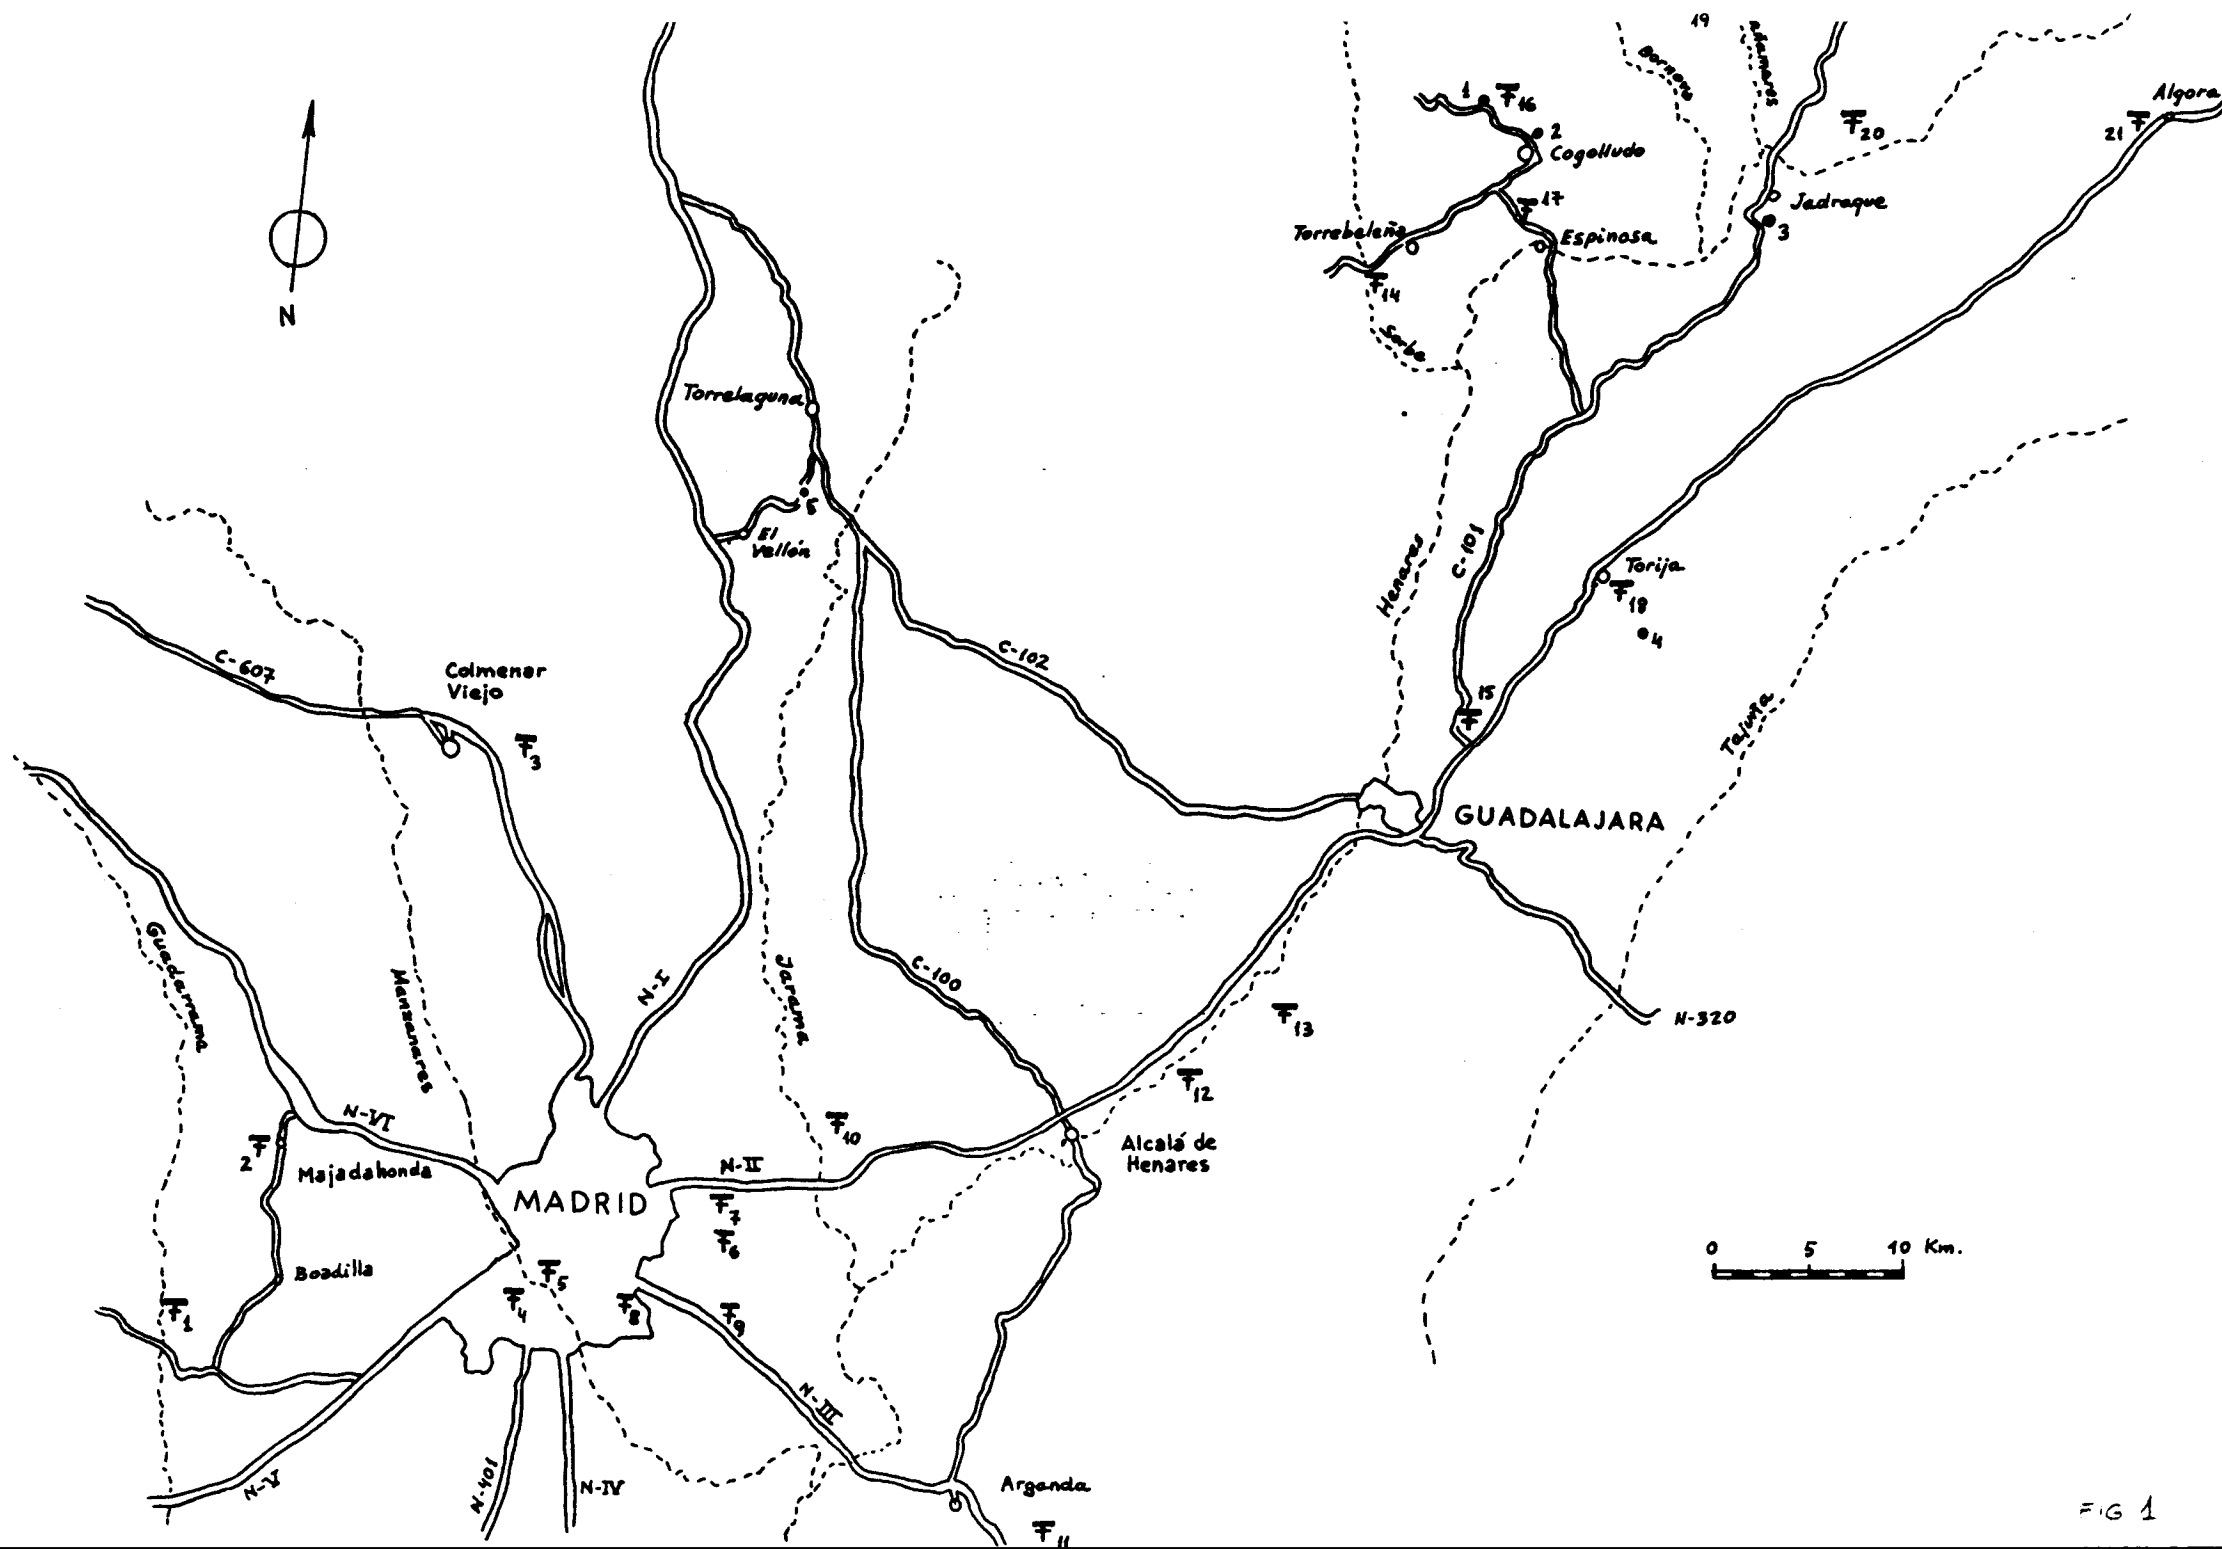 19
Bornova
añamares
Algora
1
16
20
21
2
Cogolludo
17
Jadraque
Torrebeleña
Espinosa
3
14
N
Sorbe
Torrelaguna
5
El
Vellón
C-101
Henares
Torija
18
4
C-607
Colmenar
Viejo
C-102
15
3
Tajuña
GUADALAJARA
Guadarrama
Manzanares
Jarama
C-100
N-I
13
N-320
12
N-VI
10
2
Majadahonda
Alcalá de
Henares
N-II
MADRID
7
6
0 5 10 Km.
Boadilla
5
4
8
9
1
N-III
N-V
N-401
N-IV
Arganda
11
FIG 1